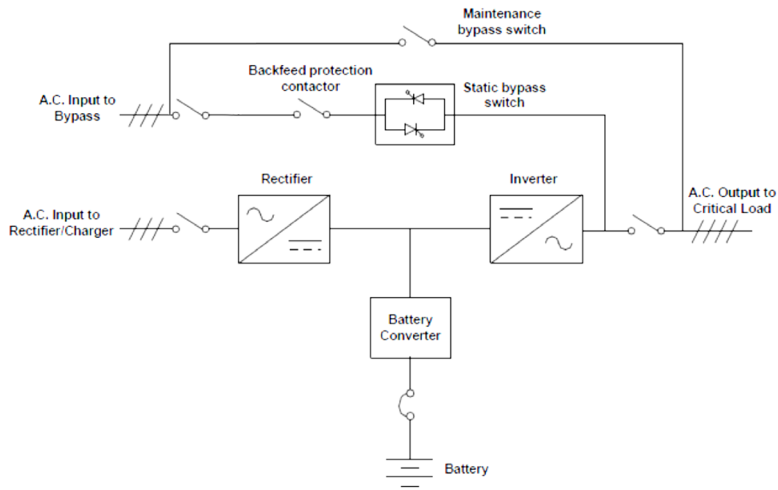 Maintenance
bypass switch
Backfeed protection
contactor
Static bypass
switch
A.C. Input to
Bypass
Rectifier
Inverter
A.C. Output to
Critical Load
A.C. Input to
Rectifier/Charger
Battery
Converter
Battery